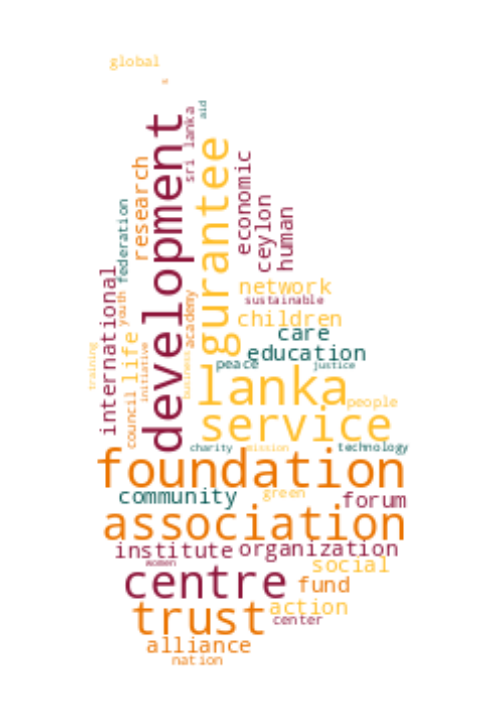 global
a
aid
sri lanka
development
gurantee
research
economic
ceylon
human
federation
international
youth
academy
network
sustainable
children
care
education
peace
justice
life
training
initiative
business
council
lanka
people
service
charity
mission
technology
foundation
community
green
forum
association
institute
organization
women
social
centre
fund
action
trust
center
alliance
nation